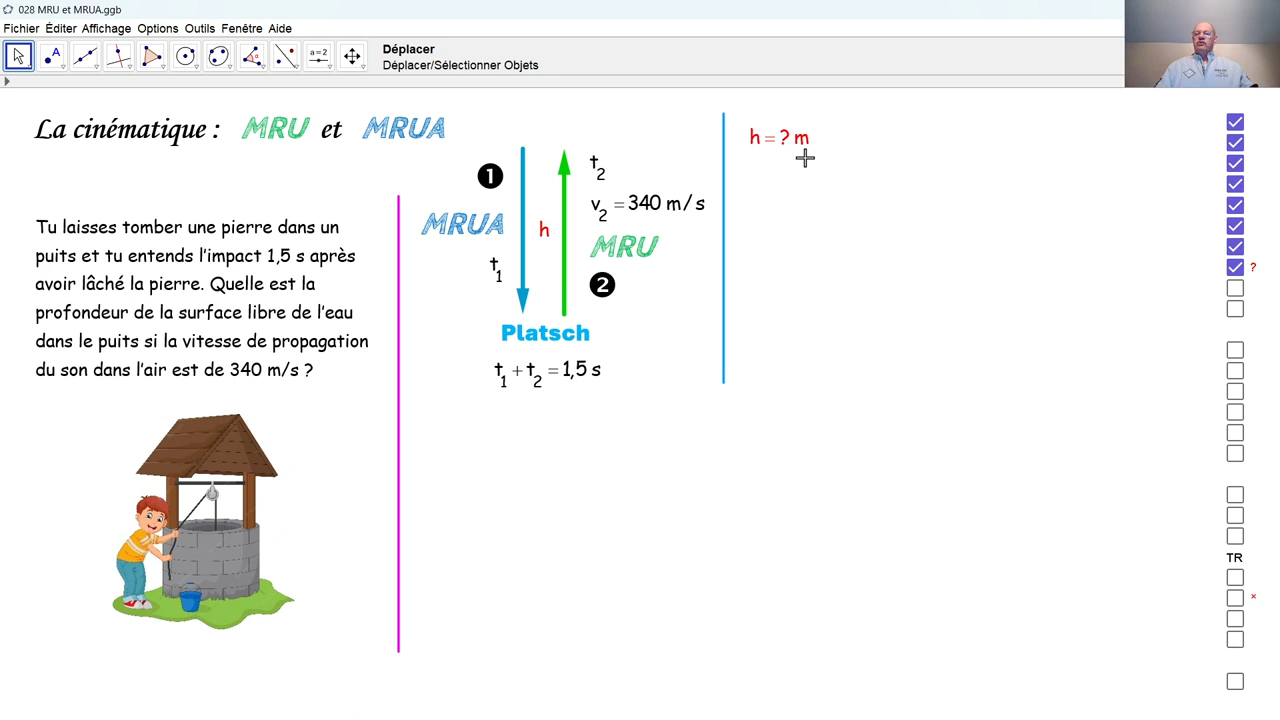 028 MRU et MRUA.ggb
Fichier Éditer Affichage Options Outils Fenêtre Aide
A
a=2
Déplacer
Déplacer/Sélectionner Objets
La cinématique : MRU et MRUA
Tu laisses tomber une pierre dans un
puits et tu entends l'impact 1,5 s après
avoir lâché la pierre. Quelle est la
profondeur de la surface libre de l'eau
dans le puits si la vitesse de propagation
du son dans l'air est de 340 m/s ?
❶
MRUA
t1
h
t2
v2 = 340 m/s
MRU
❷
Platsch
t1 + t2 = 1,5 s
h = ? m
?
TR
×